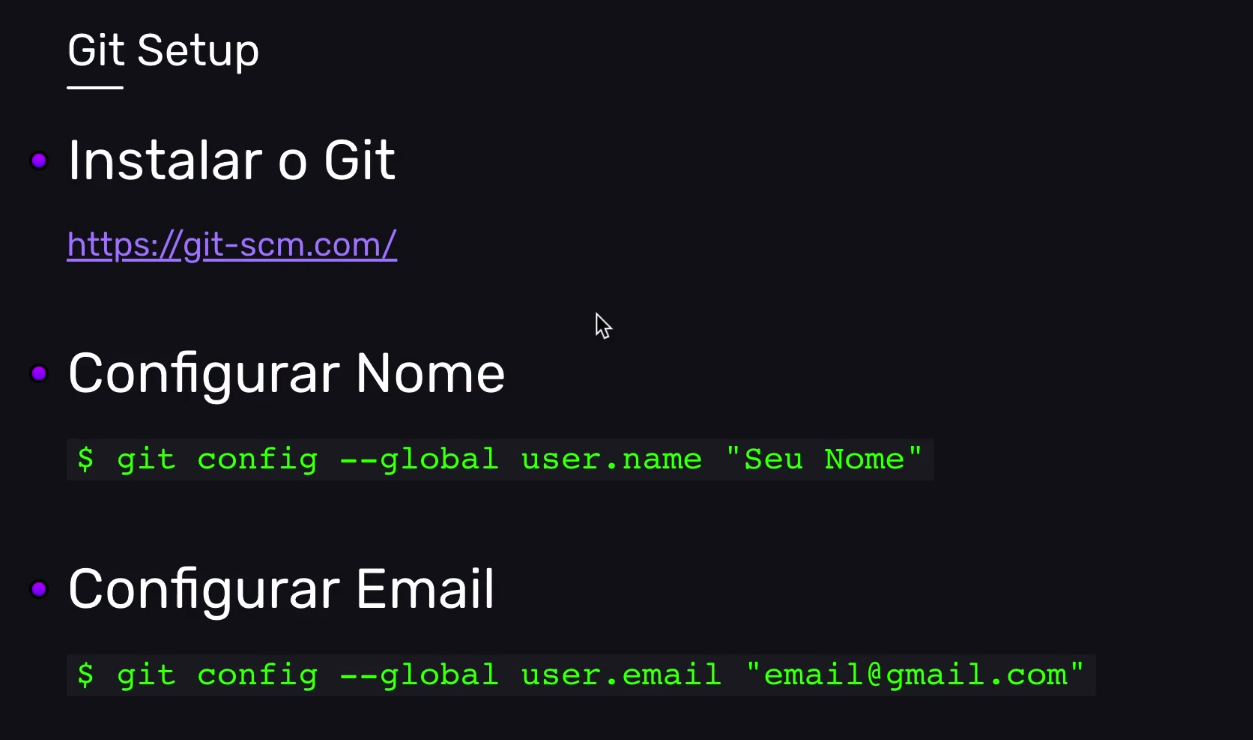 Git Setup
Instalar o Git
https://git-scm.com/
Configurar Nome
$ git config --global user.name "Seu Nome"
Configurar Email
$ git config --global user.email "email@gmail.com"